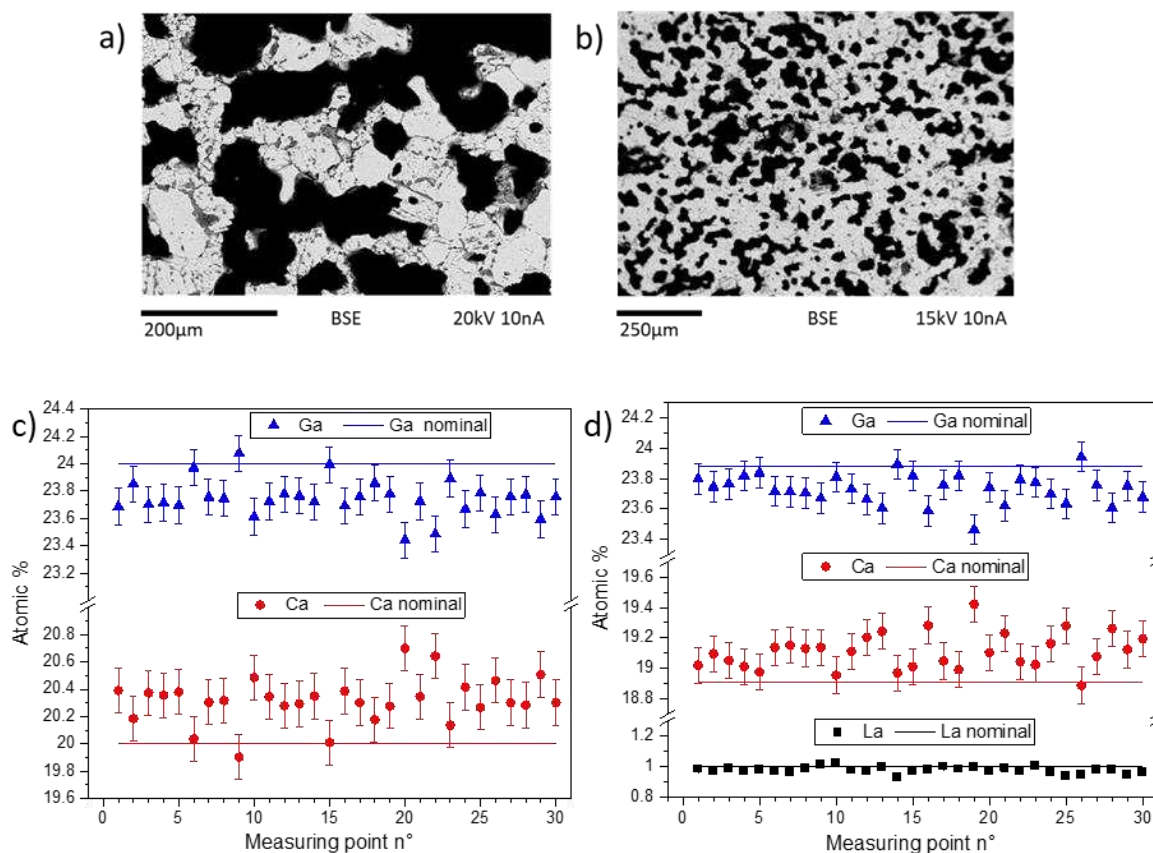 a)
b)
200µm
BSE
20kV 10nA
250µm
BSE
15kV 10nA
c)
24.4
24.2
24
23.8
23.6
23.4
23.2
20.8
20.6
20.4
20.2
20
19.8
19.6
Ga
Ga nominal
Ca
Ca nominal
Atomic %
0
5
10
15
20
25
30
Measuring point n°
d)
24.2
24
23.8
23.6
23.4
19.6
19.4
19.2
19
18.8
1.2
1
0.8
Ga
Ga nominal
Ca
Ca nominal
La
La nominal
Atomic %
0
5
10
15
20
25
30
Measuring point n°